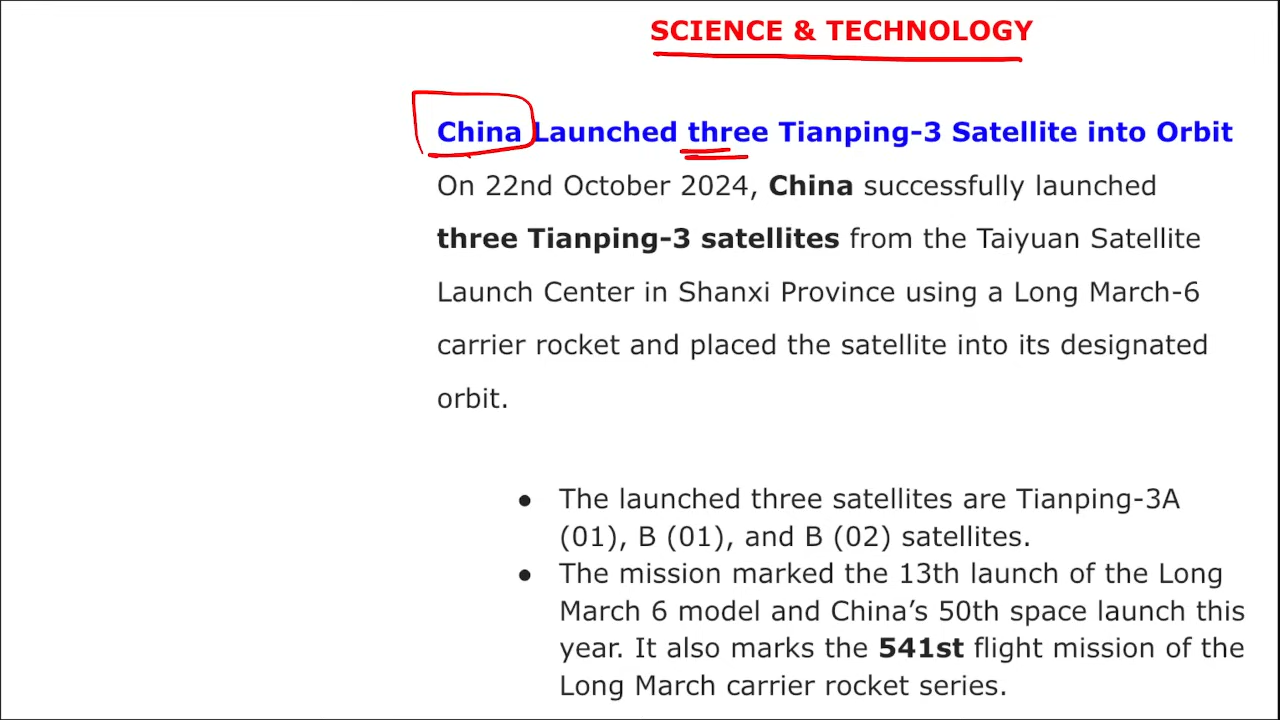 SCIENCE & TECHNOLOGY
China Launched three Tianping-3 Satellite into Orbit
On 22nd October 2024, China successfully launched
three Tianping-3 satellites from the Taiyuan Satellite
Launch Center in Shanxi Province using a Long March-6
carrier rocket and placed the satellite into its designated
orbit.
● The launched three satellites are Tianping-3A
(01), B (01), and B (02) satellites.
● The mission marked the 13th launch of the Long
March 6 model and China’s 50th space launch this
year. It also marks the 541st flight mission of the
Long March carrier rocket series.